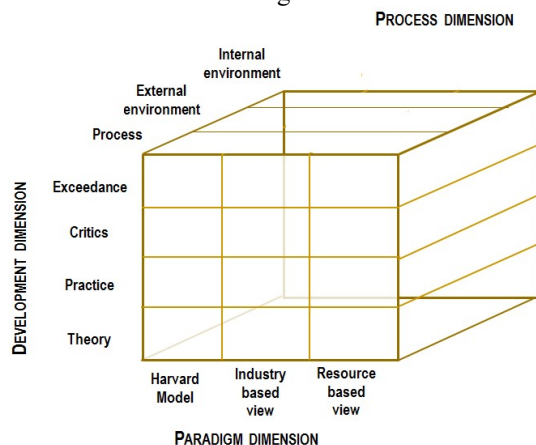 PROCESS DIMENSION
Internal
environment
External
environment
Process
Exceedance
Critics
Practice
Theory
DEVELOPMENT DIMENSION
Harvard
Model
Industry
based
view
Resource
based
view
PARADIGM DIMENSION